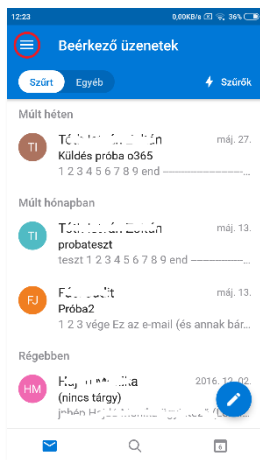 12:23 0,00KB/s 36%
Beérkező üzenetek
Szűrt Egyéb Szűrők
Múlt héten
TI máj. 27.
Küldés próba o365
1 2 3 4 5 6 7 8 9 end ---------------...
Múlt hónapban
TI máj. 13.
probateszt
teszt 1 2 3 4 5 6 7 8 9 end ------------...
FJ máj. 13.
Próba2
1 2 3 vége Ez az e-mail (és annak bár...
Régebben
HM 2016. 12. 02.
(nincs tárgy)
6